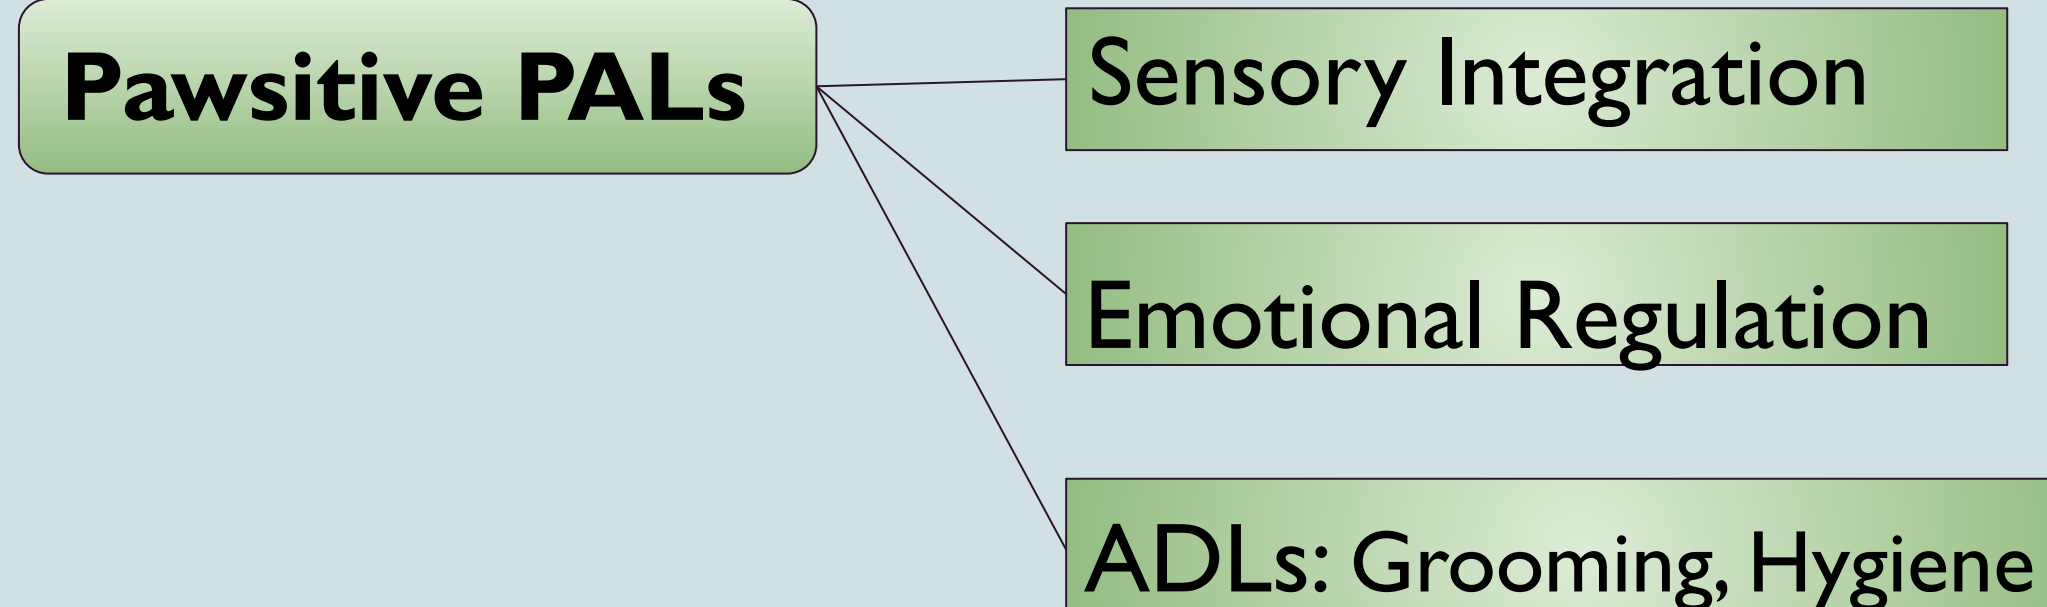 Pawsitive PALs
Sensory Integration
Emotional Regulation
ADLs: Grooming, Hygiene